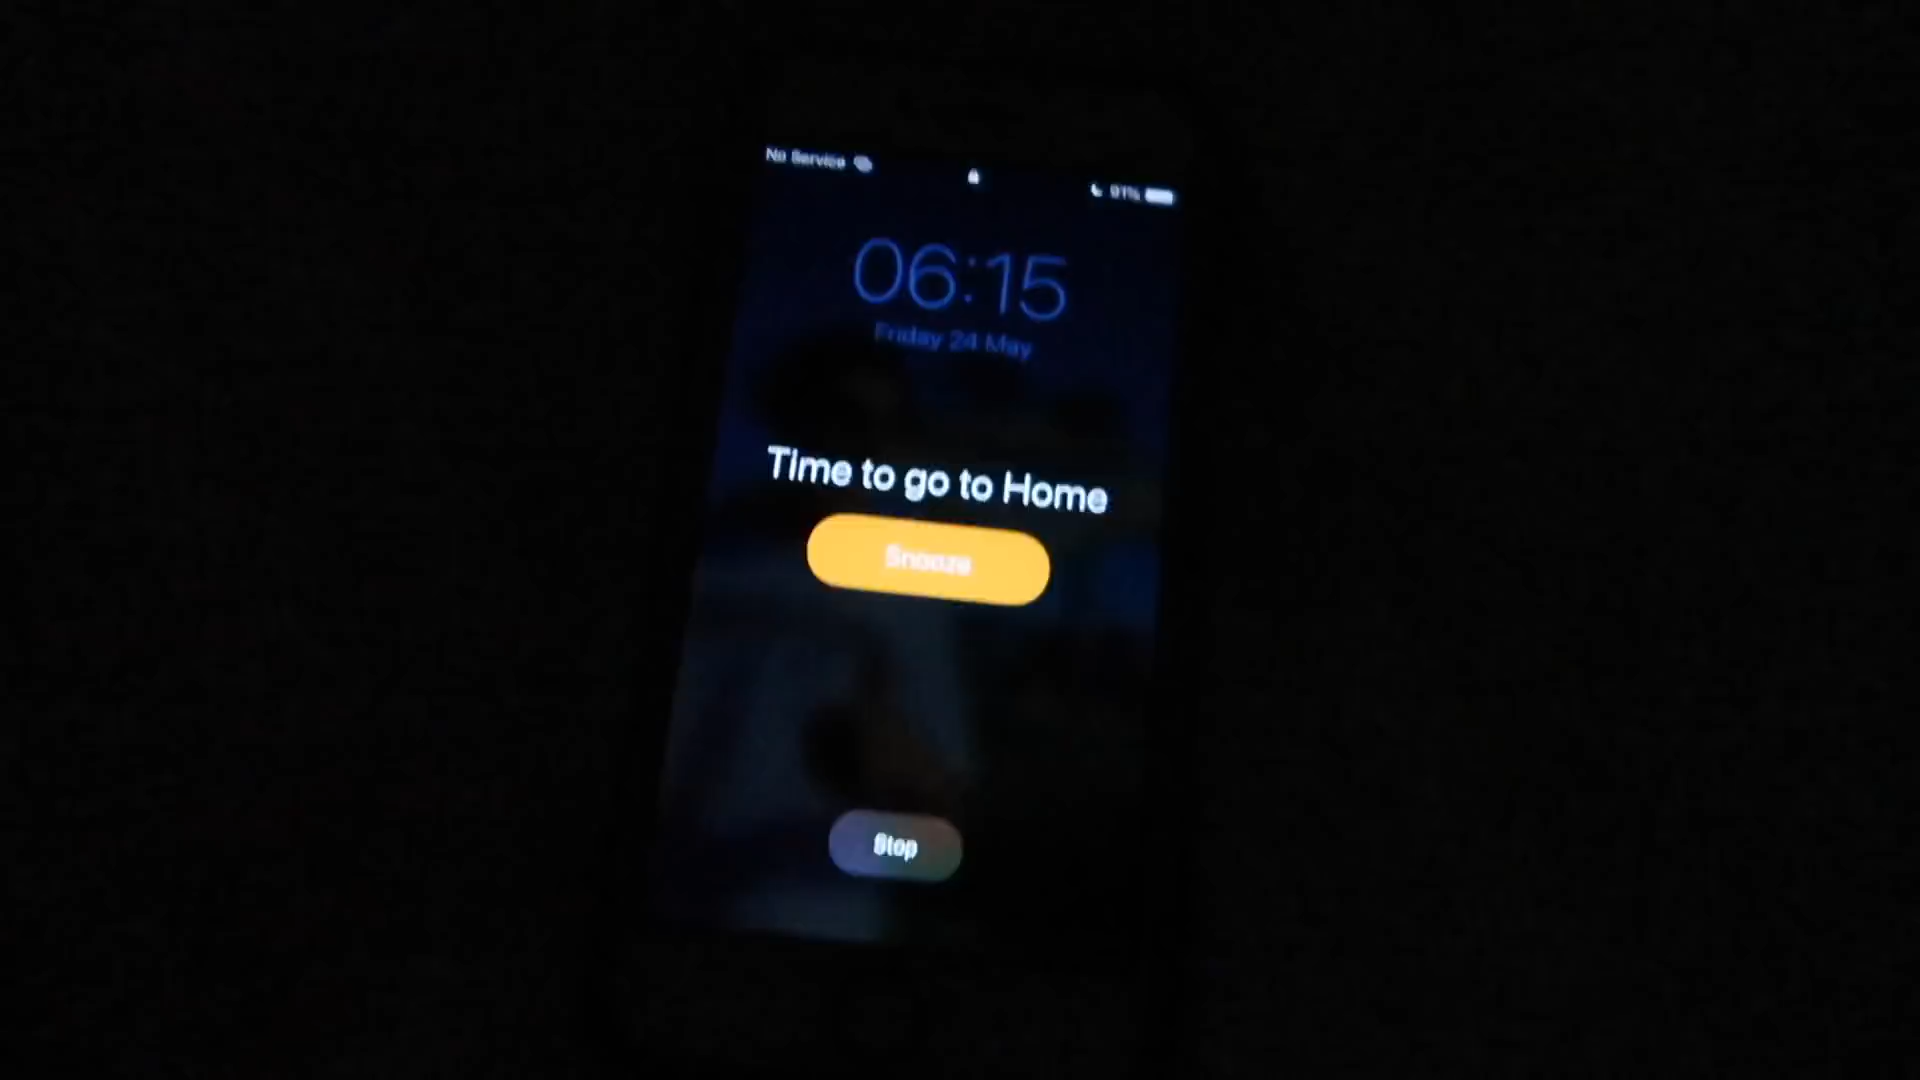 No Service
91%
06:15
Friday 24 May
Time to go to Home
Snooze
Stop